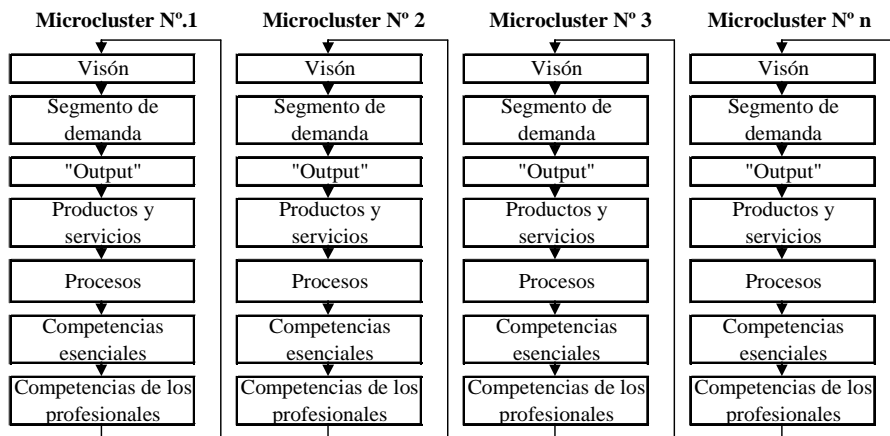 Microcluster Nº.1
Visón
Segmento de
demanda
"Output"
Productos y
servicios
Procesos
Competencias
esenciales
Competencias de los
profesionales
Microcluster Nº 2
Visón
Segmento de
demanda
"Output"
Productos y
servicios
Procesos
Competencias
esenciales
Competencias de los
profesionales
Microcluster Nº 3
Visón
Segmento de
demanda
"Output"
Productos y
servicios
Procesos
Competencias
esenciales
Competencias de los
profesionales
Microcluster Nº n
Visón
Segmento de
demanda
"Output"
Productos y
servicios
Procesos
Competencias
esenciales
Competencias de los
profesionales